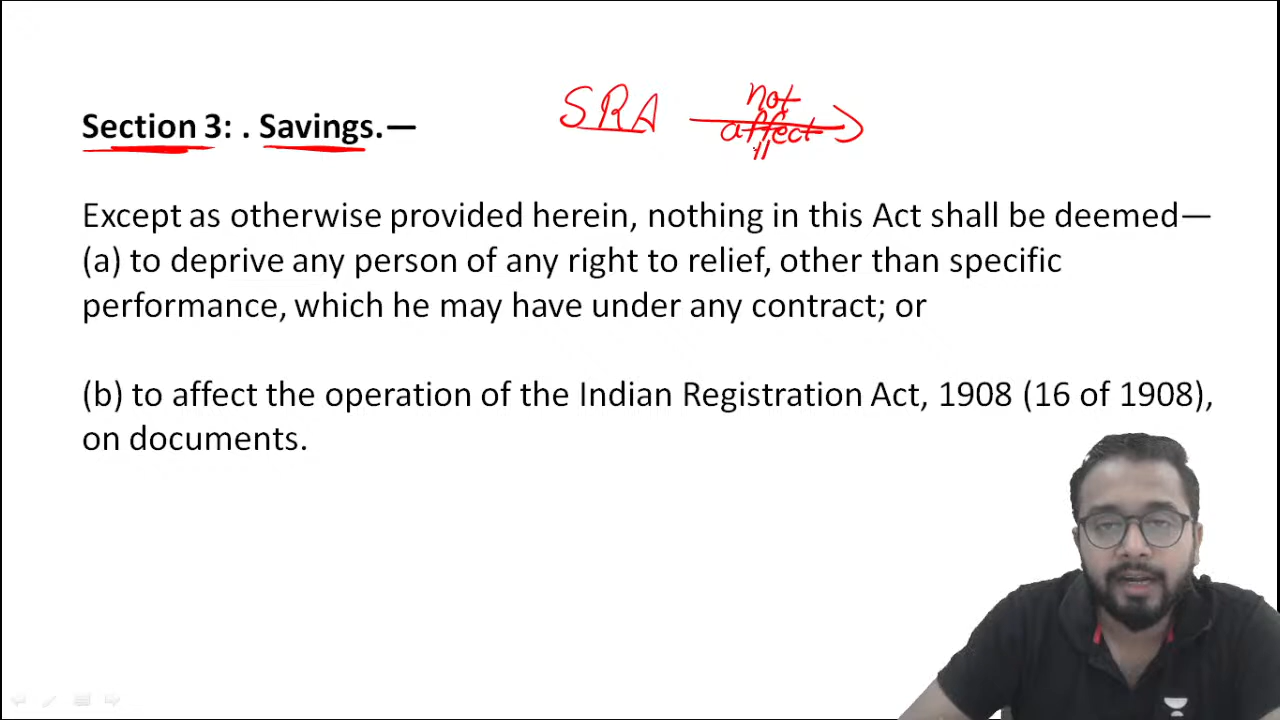 SRA not
affect
Section 3: . Savings.—
Except as otherwise provided herein, nothing in this Act shall be deemed—
(a) to deprive any person of any right to relief, other than specific
performance, which he may have under any contract; or
(b) to affect the operation of the Indian Registration Act, 1908 (16 of 1908),
on documents.